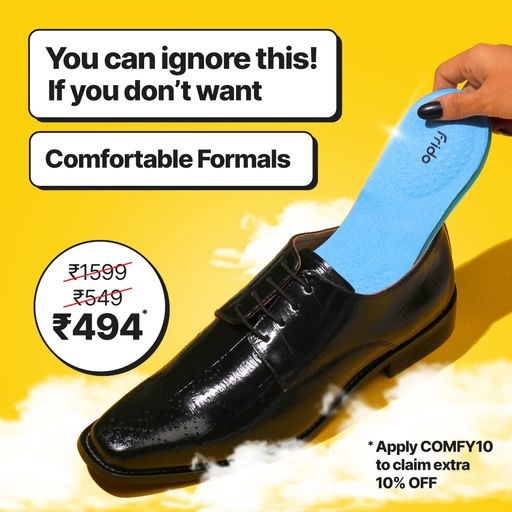 You can ignore this!
If you don't want
Comfortable Formals
₹1599
₹549
₹494*
frido
* Apply COMFY10
to claim extra
10% OFF